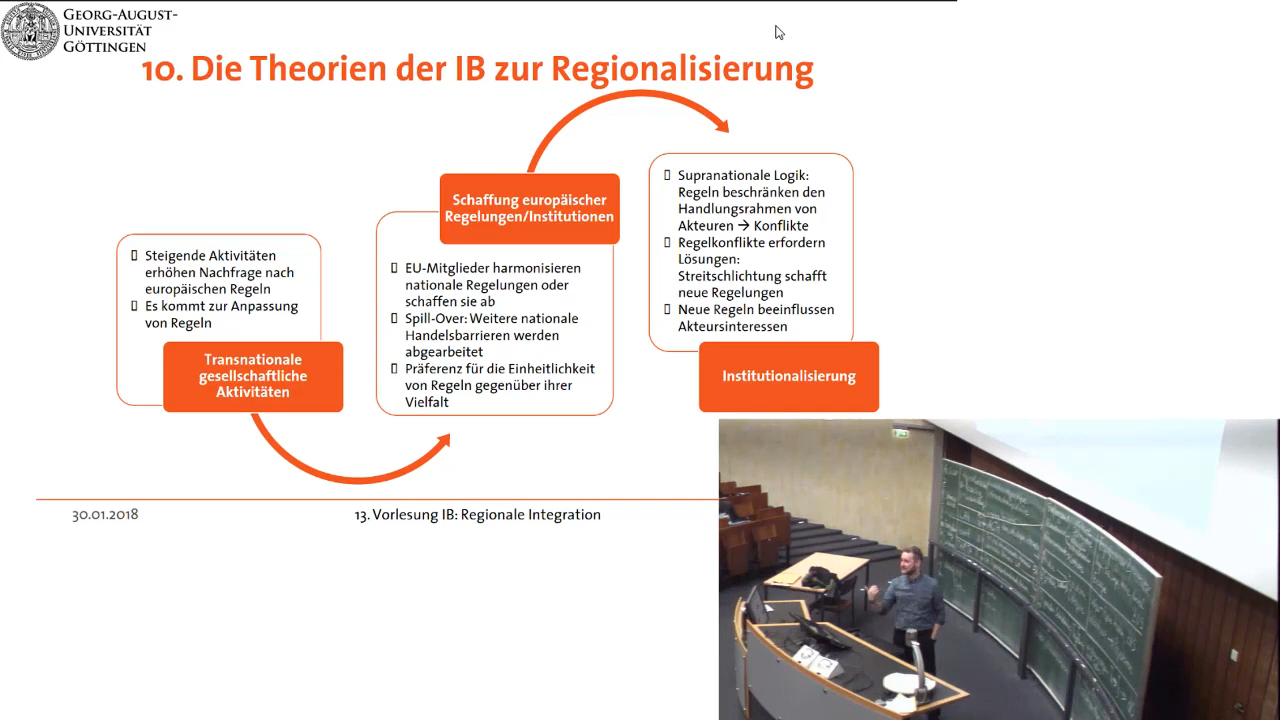 GEORG-AUGUST-
UNIVERSITÄT
GÖTTINGEN
10. Die Theorien der IB zur Regionalisierung
Steigende Aktivitäten
erhöhen Nachfrage nach
europäischen Regeln
Es kommt zur Anpassung
von Regeln
Transnationale
gesellschaftliche
Aktivitäten
Schaffung europäischer
Regelungen/Institutionen
EU-Mitglieder harmonisieren
nationale Regelungen oder
schaffen sie ab
Spill-Over: Weitere nationale
Handelsbarrieren werden
abgearbeitet
Präferenz für die Einheitlichkeit
von Regeln gegenüber ihrer
Vielfalt
Supranationale Logik:
Regeln beschränken den
Handlungsrahmen von
Akteuren → Konflikte
Regelkonflikte erfordern
Lösungen:
Streitschlichtung schafft
neue Regelungen
Neue Regeln beeinflussen
Akteursinteressen
Institutionalisierung
30.01.2018
13. Vorlesung IB: Regionale Integration